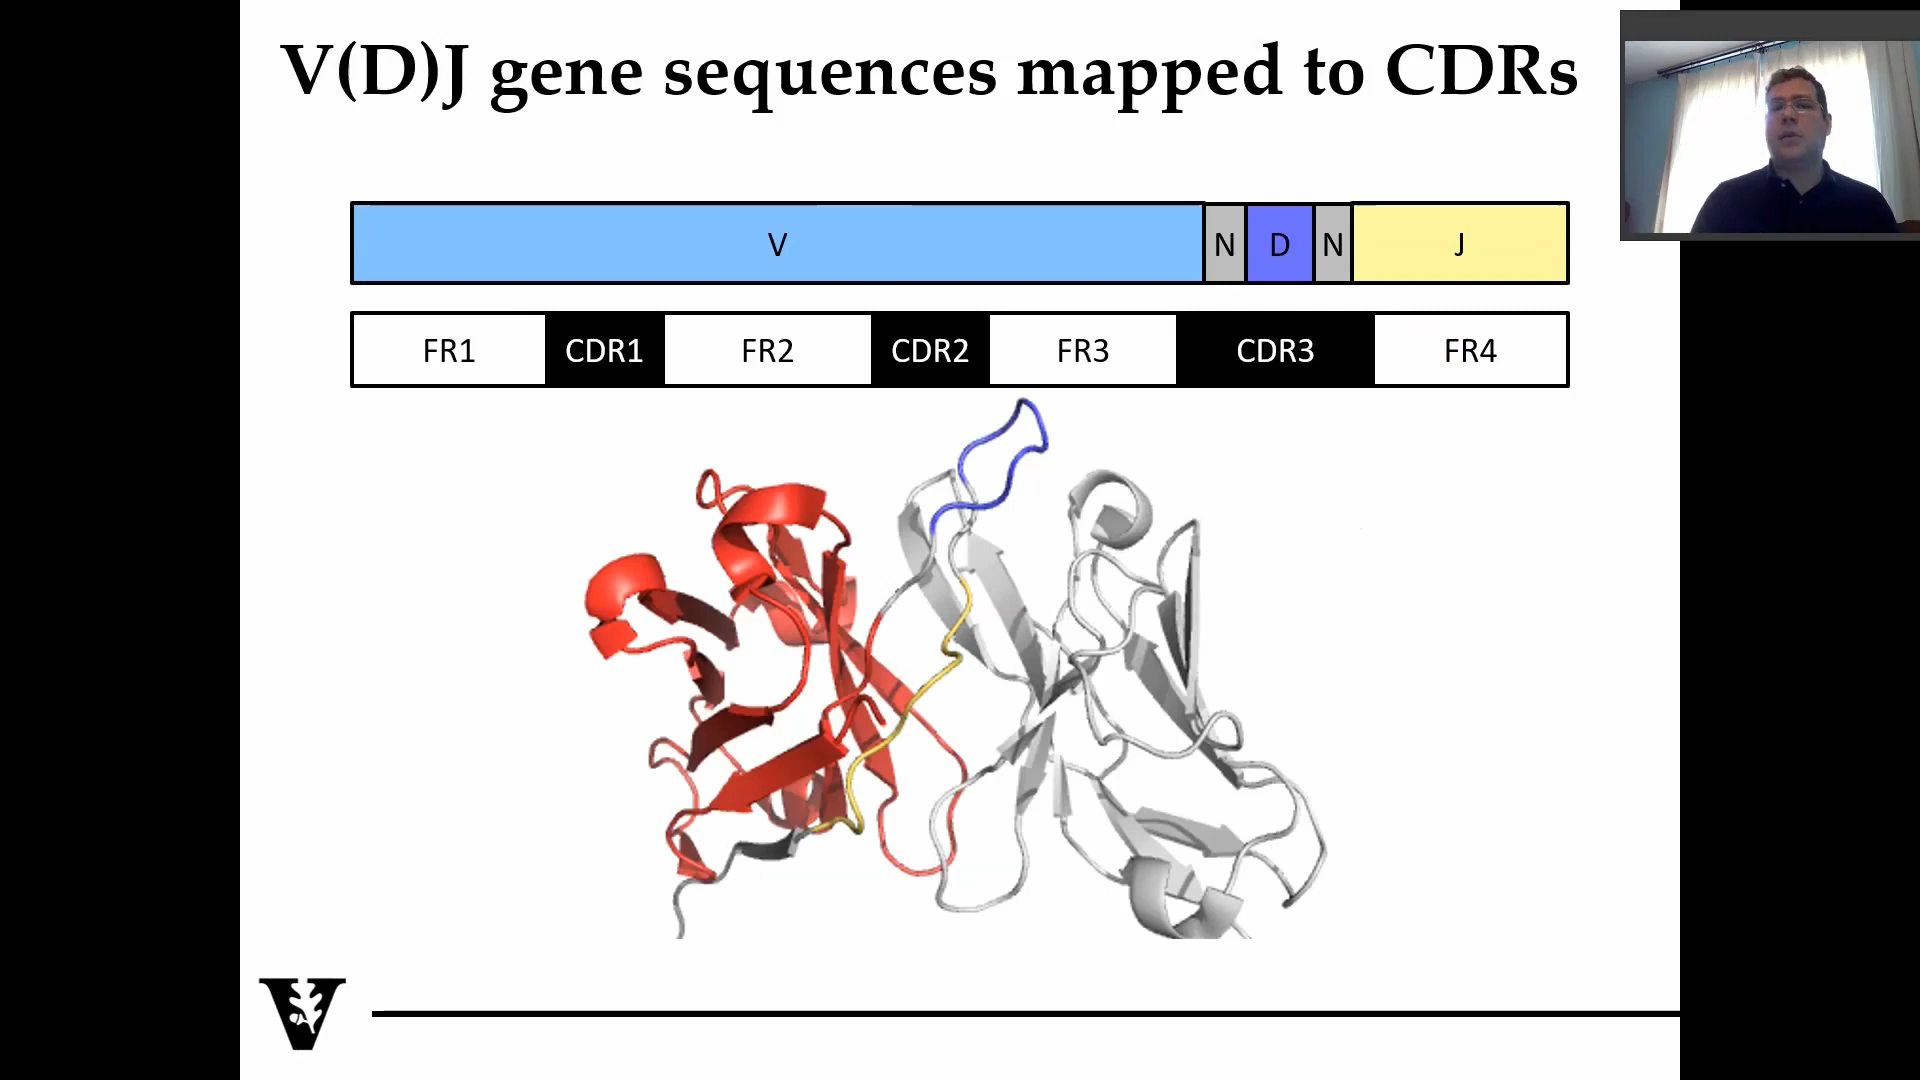 V(D)J gene sequences mapped to CDRs
V N D N J
FR1 CDR1 FR2 CDR2 FR3 CDR3 FR4
V